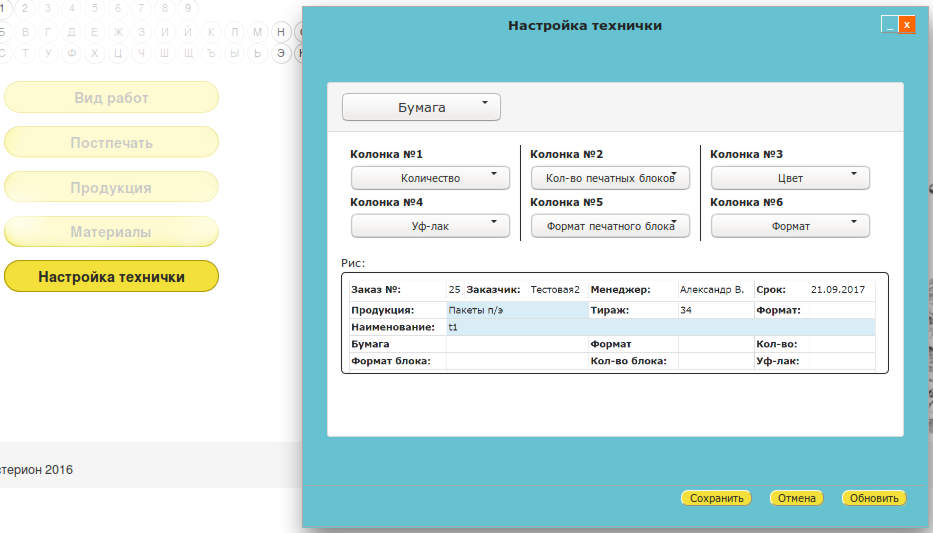 1 2 3 4 5 6 7 8 9
Б В Г Д Е Ж З И Й К Л М Н
С Т У Ф Х Ц Ч Ш Щ Ъ Ы Ь Э
Вид работ
Постпечать
Продукция
Материалы
Настройка технички
стерион 2016
Настройка технички
_ x
Бумага
Колонка №1 Колонка №2 Колонка №3
Количество Кол-во печатных блоков Цвет
Колонка №4 Колонка №5 Колонка №6
Уф-лак Формат печатного блока Формат
Рис:
Заказ №: 25 Заказчик: Тестовая2 Менеджер: Александр В. Срок: 21.09.2017
Продукция: Пакеты п/э Тираж: 34 Формат:
Наименование: t1
Бумага Формат Кол-во:
Формат блока: Кол-во блока: Уф-лак:
Сохранить Отмена Обновить